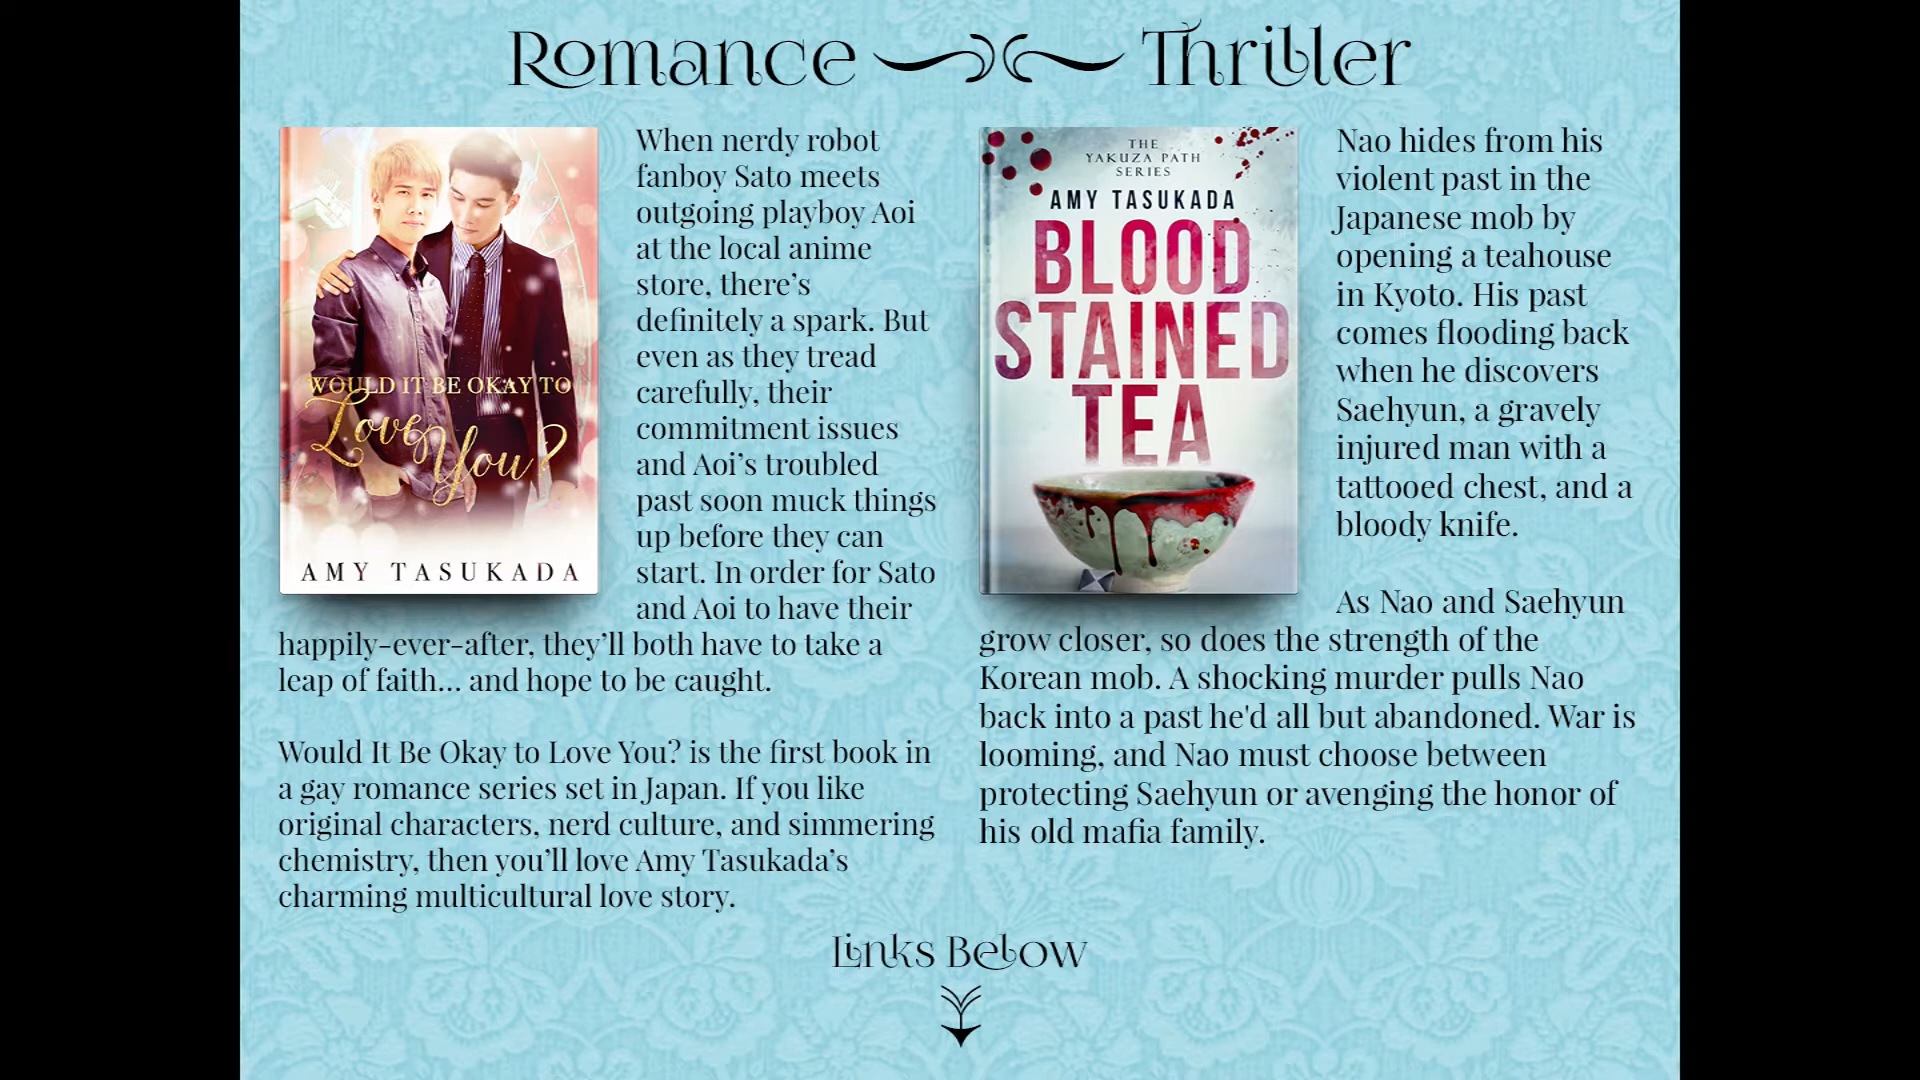 Romance
Thriller
WOULD IT BE OKAY TO
Love
You?
AMY TASUKADA
When nerdy robot
fanboy Sato meets
outgoing playboy Aoi
at the local anime
store, there’s
definitely a spark. But
even as they tread
carefully, their
commitment issues
and Aoi’s troubled
past soon muck things
up before they can
start. In order for Sato
and Aoi to have their
happily-ever-after, they’ll both have to take a
leap of faith... and hope to be caught.
Would It Be Okay to Love You? is the first book in
a gay romance series set in Japan. If you like
original characters, nerd culture, and simmering
chemistry, then you’ll love Amy Tasukada’s
charming multicultural love story.
THE
YAKUZA PATH
SERIES
AMY TASUKADA
BLOOD
STAINED
TEA
Nao hides from his
violent past in the
Japanese mob by
opening a teahouse
in Kyoto. His past
comes flooding back
when he discovers
Saehyun, a gravely
injured man with a
tattooed chest, and a
bloody knife.
As Nao and Saehyun
grow closer, so does the strength of the
Korean mob. A shocking murder pulls Nao
back into a past he'd all but abandoned. War is
looming, and Nao must choose between
protecting Saehyun or avenging the honor of
his old mafia family.
Links Below